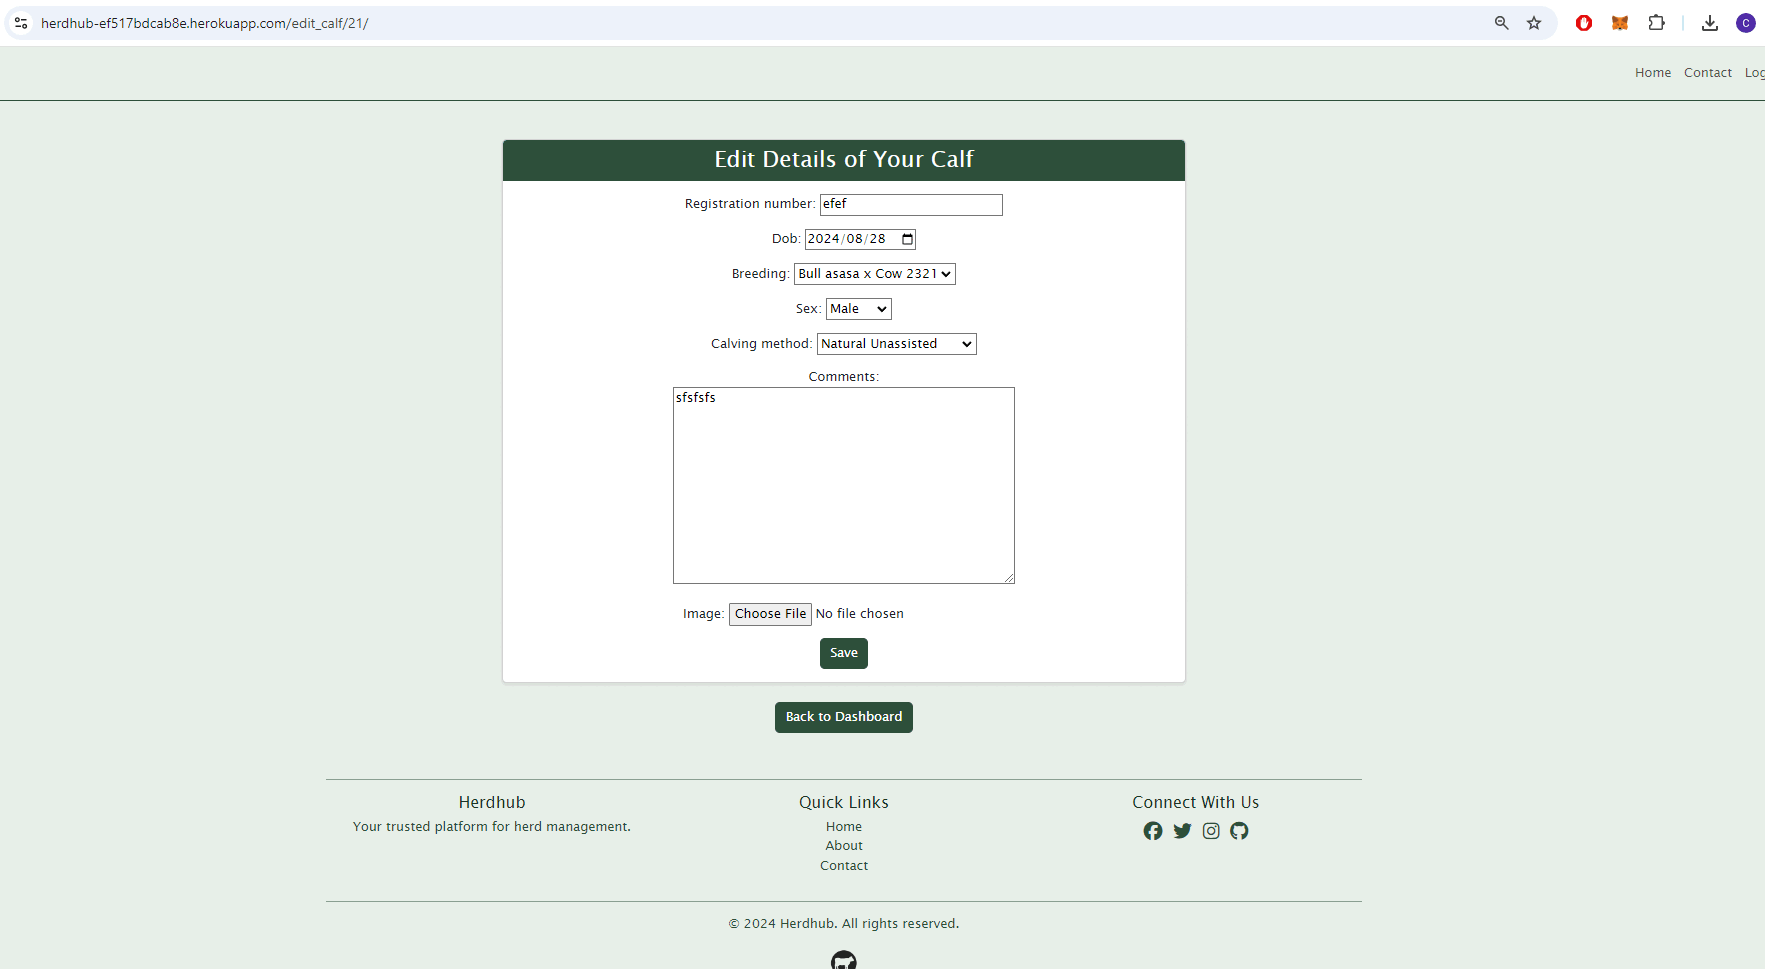 herdhub-ef517bdcab8e.herokuapp.com/edit_calf/21/
C
Home Contact Log
Edit Details of Your Calf
Registration number: efef
Dob: 2024/08/28
Breeding: Bull asasa x Cow 2321
Sex: Male
Calving method: Natural Unassisted
Comments:
sfsfsfs
Image: Choose File No file chosen
Save
Back to Dashboard
Herdhub
Your trusted platform for herd management.
Quick Links
Home
About
Contact
Connect With Us
© 2024 Herdhub. All rights reserved.